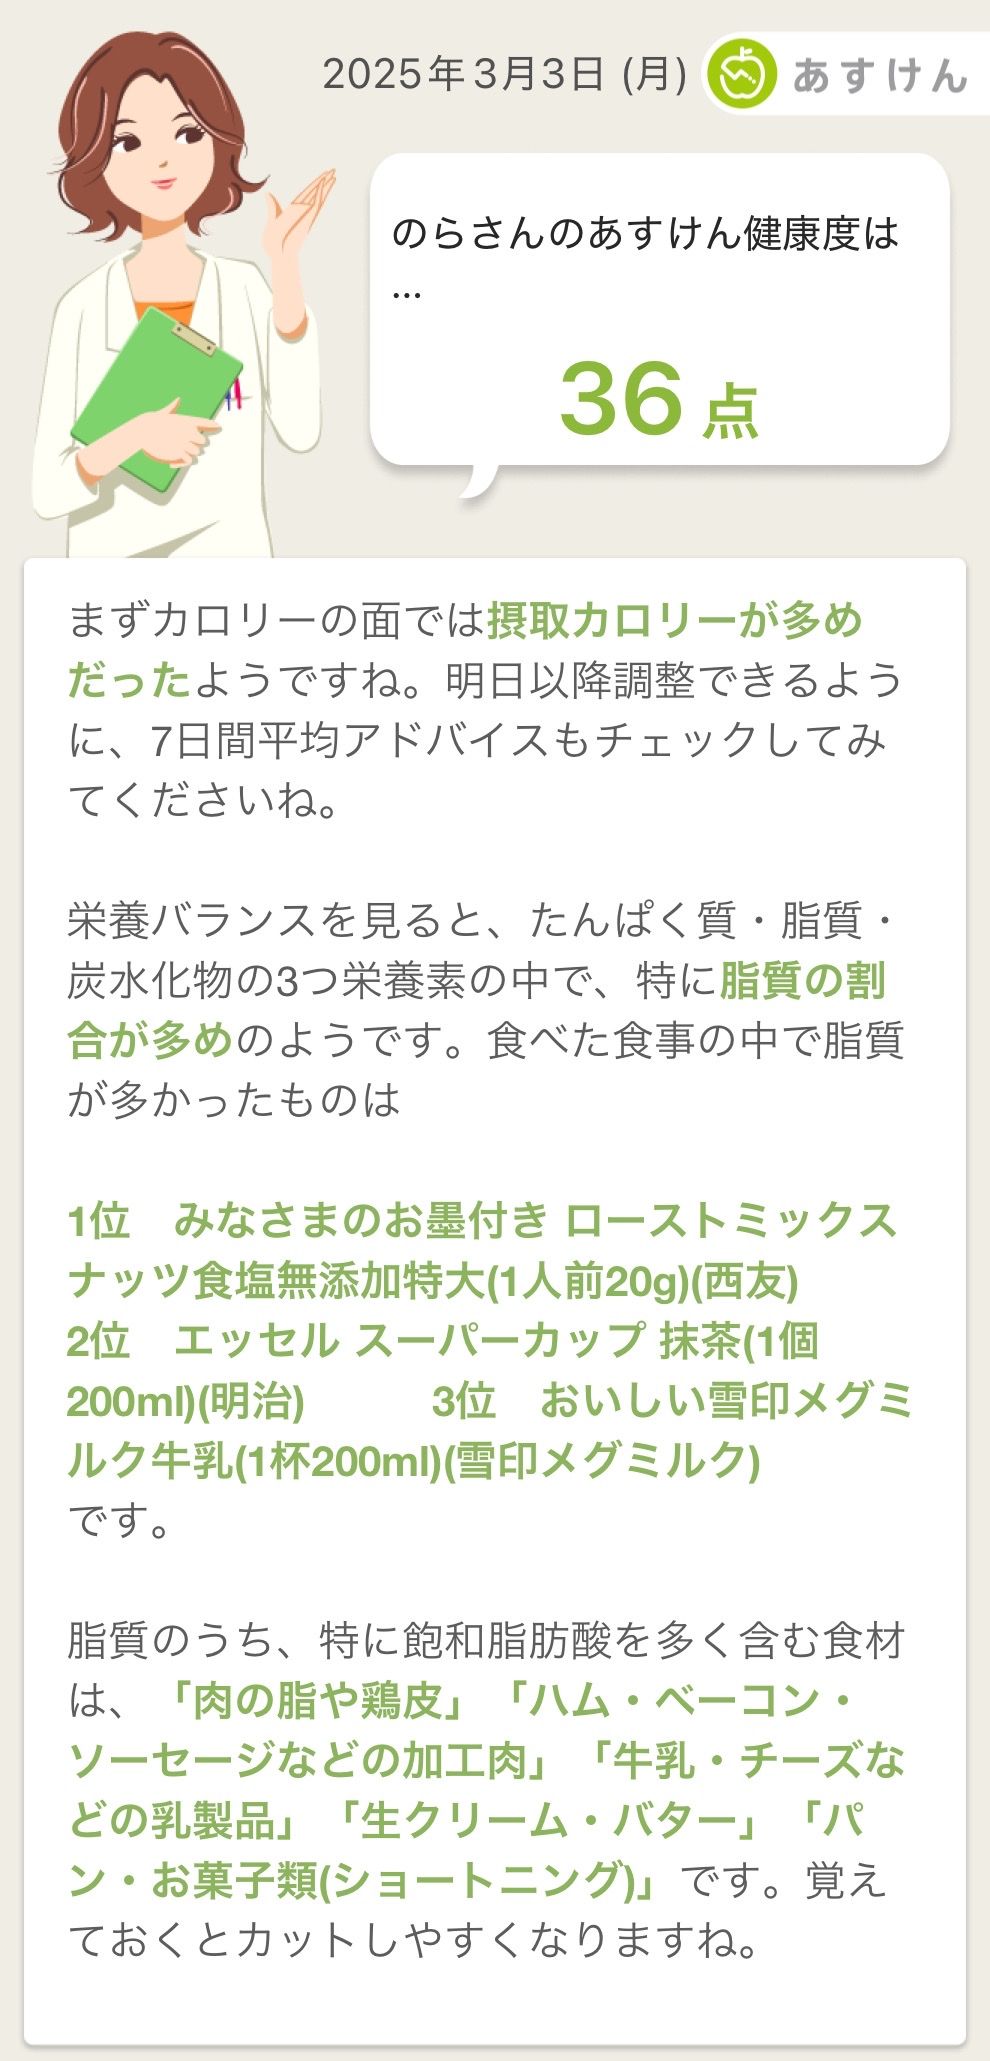 2025年3月3日 (月)
あすけん
のらさんのあすけん健康度は
…
36 点
まずカロリーの面では摂取カロリーが多め
だったようですね。明日以降調整できるよう
に、7日間平均アドバイスもチェックしてみ
てくださいね。
栄養バランスを見ると、たんぱく質・脂質・
炭水化物の3つ栄養素の中で、特に脂質の割
合が多めのようです。食べた食事の中で脂質
が多かったものは
1位　みなさまのお墨付き ローストミックス
ナッツ食塩無添加特大(1人前20g)(西友)
2位　エッセル スーパーカップ 抹茶(1個
200ml)(明治)　　　3位　おいしい雪印メグミ
ルク牛乳(1杯200ml)(雪印メグミルク)
です。
脂質のうち、特に飽和脂肪酸を多く含む食材
は、「肉の脂や鶏皮」「ハム・ベーコン・
ソーセージなどの加工肉」「牛乳・チーズな
どの乳製品」「生クリーム・バター」「パ
ン・お菓子類(ショートニング)」です。覚え
ておくとカットしやすくなりますね。